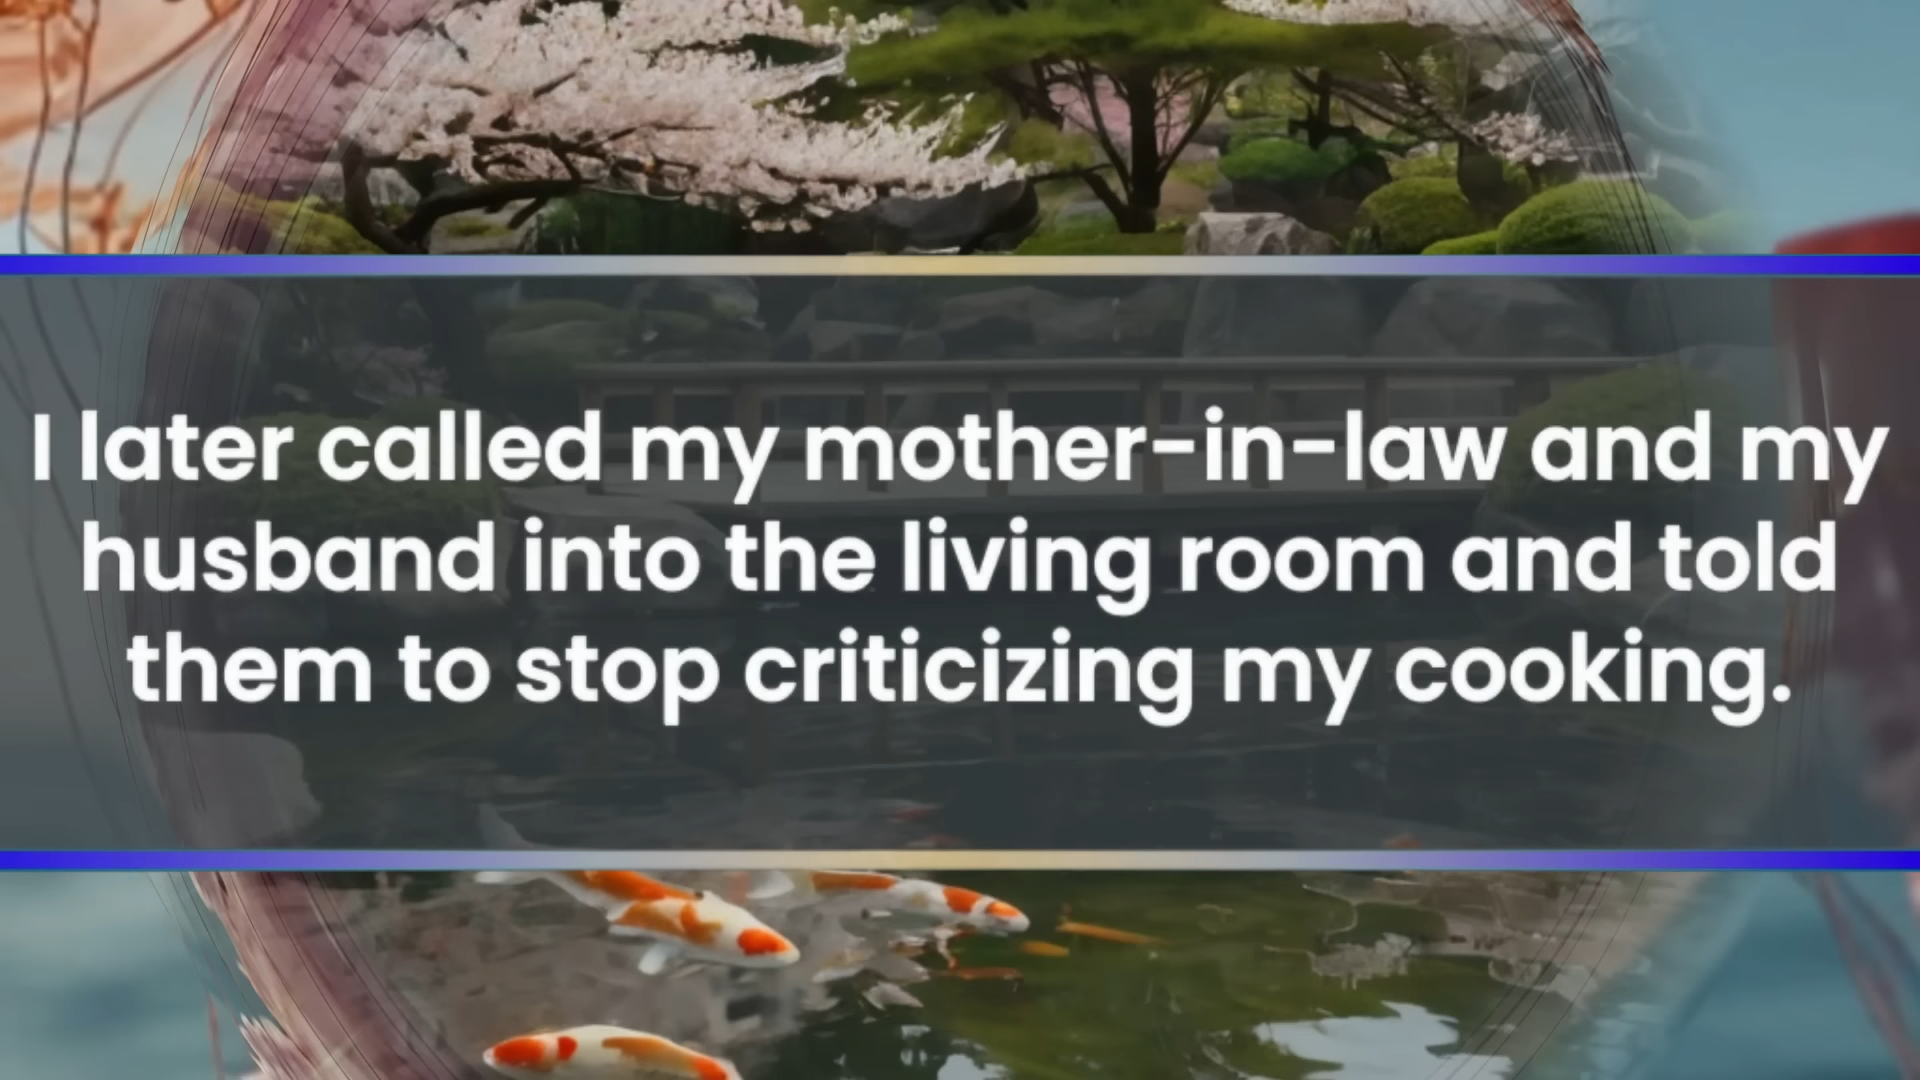 I later called my mother-in-law and my
husband into the living room and told
them to stop criticizing my cooking.